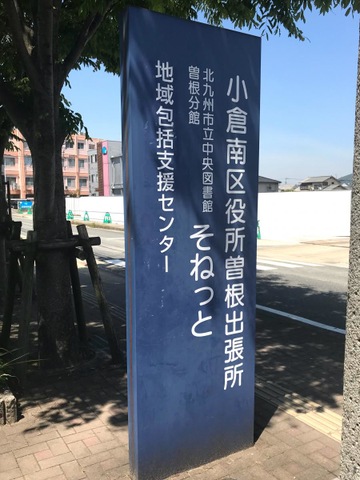 小倉南区役所曽根出張所
北九州市立中央図書館
曽根分館
そねっと
地域包括支援センター